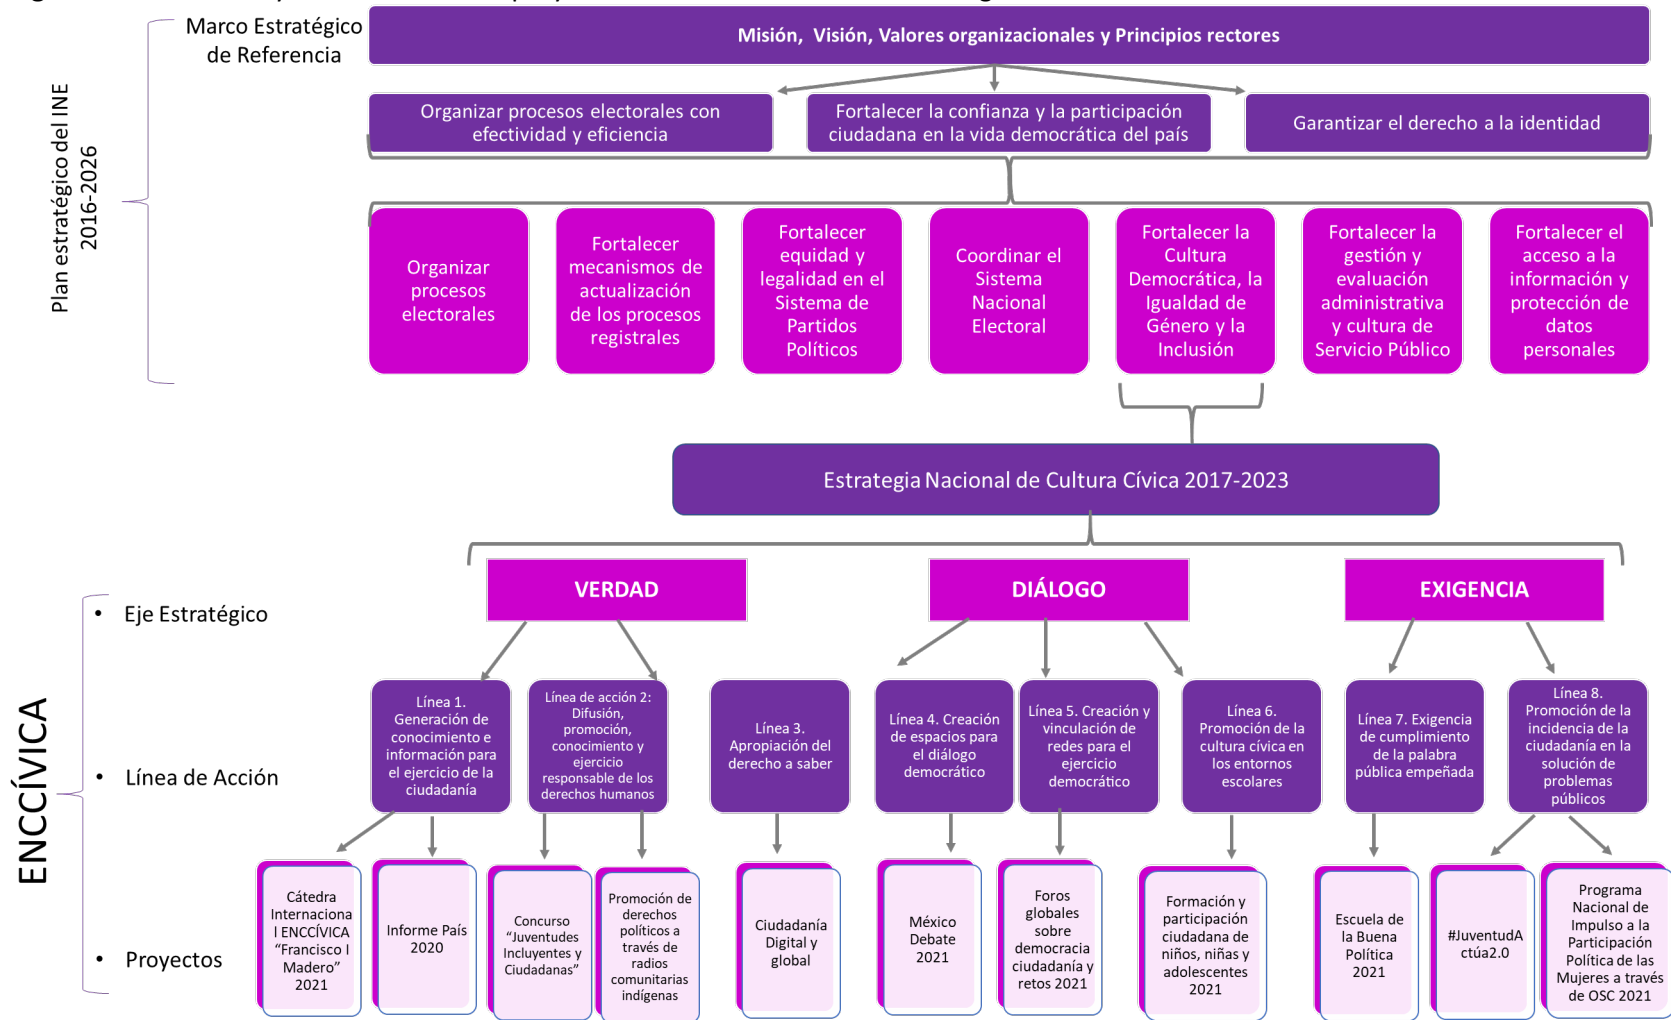 Marco Estratégico
de Referencia
Misión, Visión, Valores organizacionales y Principios rectores
Organizar procesos electorales con
efectividad y eficiencia
Fortalecer la confianza y la participación
ciudadana en la vida democrática del país
Garantizar el derecho a la identidad
Plan estratégico del INE
2016-2026
Organizar
procesos
electorales
Fortalecer
mecanismos de
actualización
de los procesos
registrales
Fortalecer
equidad y
legalidad en el
Sistema de
Partidos
Políticos
Coordinar el
Sistema
Nacional
Electoral
Fortalecer la
Cultura
Democrática, la
Igualdad de
Género y la
Inclusión
Fortalecer la
gestión y
evaluación
administrativa
y cultura de
Servicio Público
Fortalecer el
acceso a la
información y
protección de
datos
personales
Estrategia Nacional de Cultura Cívica 2017-2023
ENCCÍVICA
• Eje Estratégico
VERDAD
DIÁLOGO
EXIGENCIA
• Línea de Acción
Línea 1.
Generación de
conocimiento e
información para
el ejercicio de la
ciudadanía
Línea de acción 2:
Difusión,
promoción,
conocimiento y
ejercicio
responsable de los
derechos humanos
Línea 3.
Apropiación del
derecho a saber
Línea 4. Creación
de espacios para
el diálogo
democrático
Línea 5. Creación y
vinculación de
redes para el
ejercicio
democrático
Línea 6.
Promoción de la
cultura cívica en
los entornos
escolares
Línea 7. Exigencia
de cumplimiento
de la palabra
pública empeñada
Línea 8.
Promoción de la
incidencia de la
ciudadanía en la
solución de
problemas
públicos
• Proyectos
Cátedra
Internaciona
l ENCCÍVICA
“Francisco I
Madero”
2021
Informe País
2020
Concurso
“Juventudes
Incluyentes y
Ciudadanas”
Promoción de
derechos
políticos a
través de
radios
comunitarias
indígenas
Ciudadanía
Digital y
global
México
Debate
2021
Foros
globales
sobre
democracia
ciudadanía y
retos 2021
Formación y
participación
ciudadana de
niños, niñas y
adolescentes
2021
Escuela de
la Buena
Política
2021
#JuventudA
ctúa2.0
Programa
Nacional de
Impulso a la
Participación
Política de las
Mujeres a través
de OSC 2021